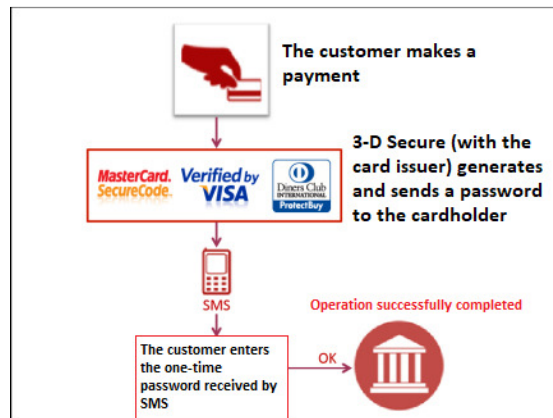 The customer makes a
payment
3-D Secure (with the
card issuer) generates
and sends a password
to the cardholder
MasterCard.
SecureCode.
Verified by
VISA
Diners Club
INTERNATIONAL
ProtectBuy
SMS
Operation successfully completed
The customer enters
the one-time
password received by
SMS
OK